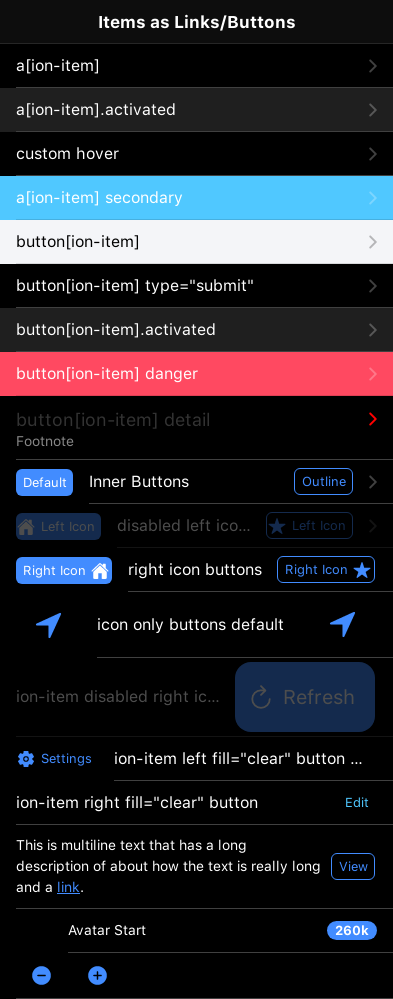 Items as Links/Buttons
a[ion-item]
a[ion-item].activated
custom hover
a[ion-item] secondary
button[ion-item]
button[ion-item] type="submit"
button[ion-item].activated
button[ion-item] danger
button[ion-item] detail
Footnote
Default Inner Buttons Outline
Left Icon disabled left ico... Left Icon
Right Icon right icon buttons Right Icon
icon only buttons default
ion-item disabled right ic... Refresh
Settings ion-item left fill="clear" button ...
ion-item right fill="clear" button Edit
This is multiline text that has a long
description of about how the text is really long
and a link.
View
Avatar Start 260k